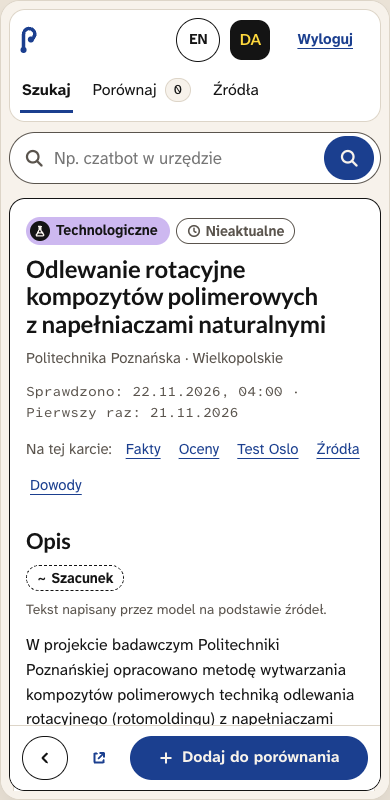 EN
DA
Wyloguj
Szukaj
Porównaj 0
Źródła
Np. czatbot w urzędzie
Technologiczne
Nieaktualne
Odlewanie rotacyjne
kompozytów polimerowych
z napełniaczami naturalnymi
Politechnika Poznańska · Wielkopolskie
Sprawdzono: 22.11.2026, 04:00 ·
Pierwszy raz: 21.11.2026
Na tej karcie: Fakty Oceny Test Oslo Źródła
Dowody
Opis
~ Szacunek
Tekst napisany przez model na podstawie źródeł.
W projekcie badawczym Politechniki
Poznańskiej opracowano metodę wytwarzania
kompozytów polimerowych techniką odlewania
rotacyjnego (rotomoldingu) z napełniaczami
+ Dodaj do porównania